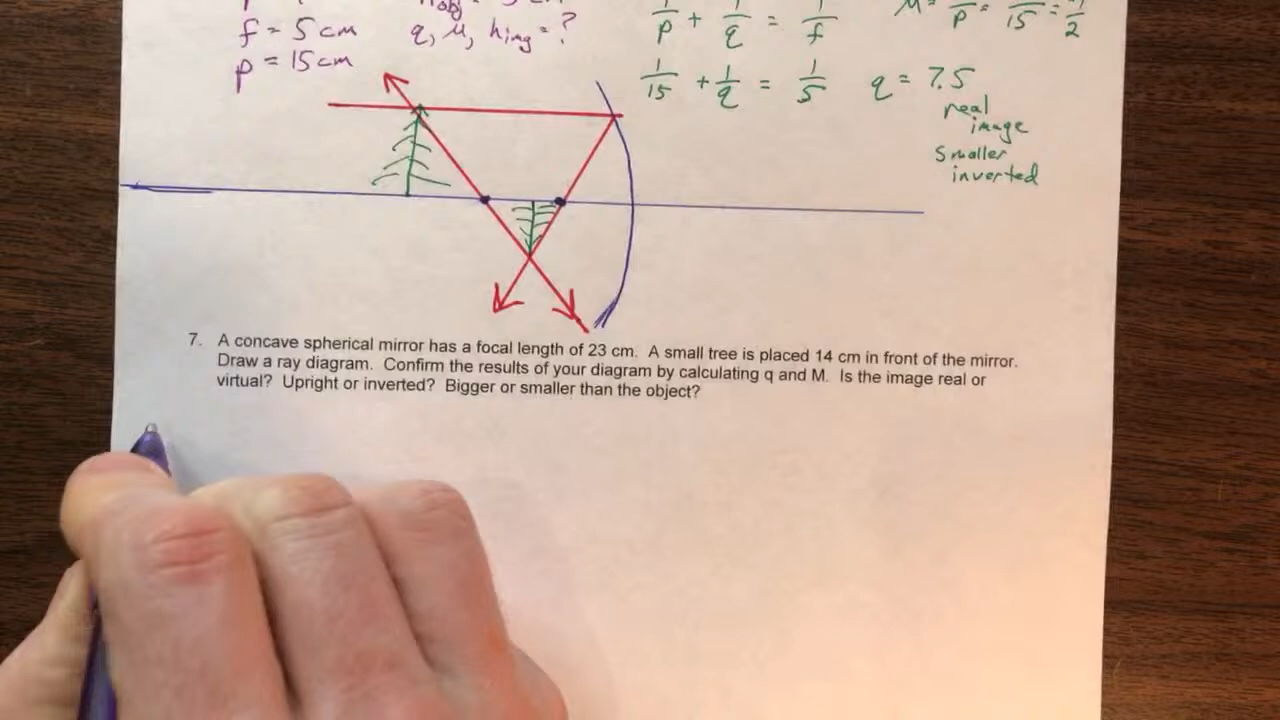 f = 5 cm
q, M, himg = ?
p = 15 cm
1/p + 1/q = 1/f
M = p = 15 = 2
1/15 + 1/q = 1/5
q = 7.5
real
image
smaller
inverted
7. A concave spherical mirror has a focal length of 23 cm. A small tree is placed 14 cm in front of the mirror.
Draw a ray diagram. Confirm the results of your diagram by calculating q and M. Is the image real or
virtual? Upright or inverted? Bigger or smaller than the object?